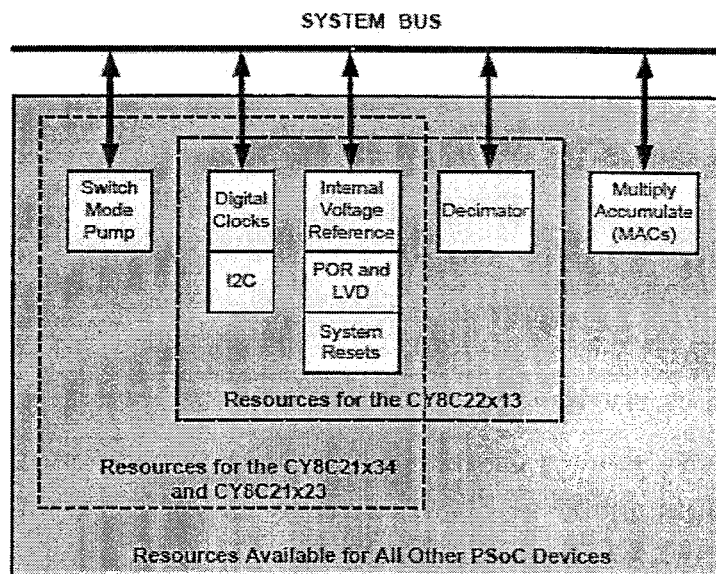 SYSTEM BUS
Switch
Mode
Pump
Digital
Clocks
I2C
Internal
Voltage
Reference
POR and
LVD
System
Resets
Decimator
Multiply
Accumulate
(MACs)
Resources for the CY8C22x13
Resources for the CY8C21x34
and CY8C21x23
Resources Available for All Other PSoC Devices